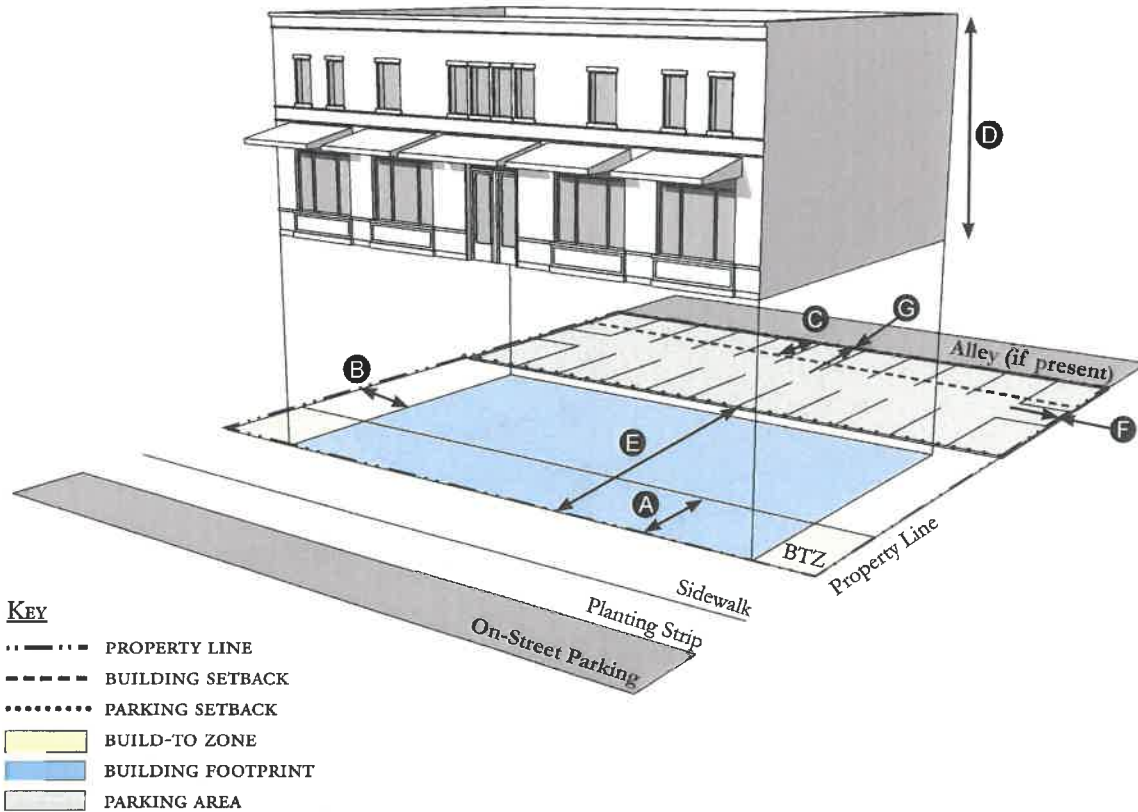 D
G
C
Alley (if present)
B
F
E
A
BTZ
Property Line
Sidewalk
Planting Strip
On-Street Parking
KEY
PROPERTY LINE
BUILDING SETBACK
PARKING SETBACK
BUILD-TO ZONE
BUILDING FOOTPRINT
PARKING AREA